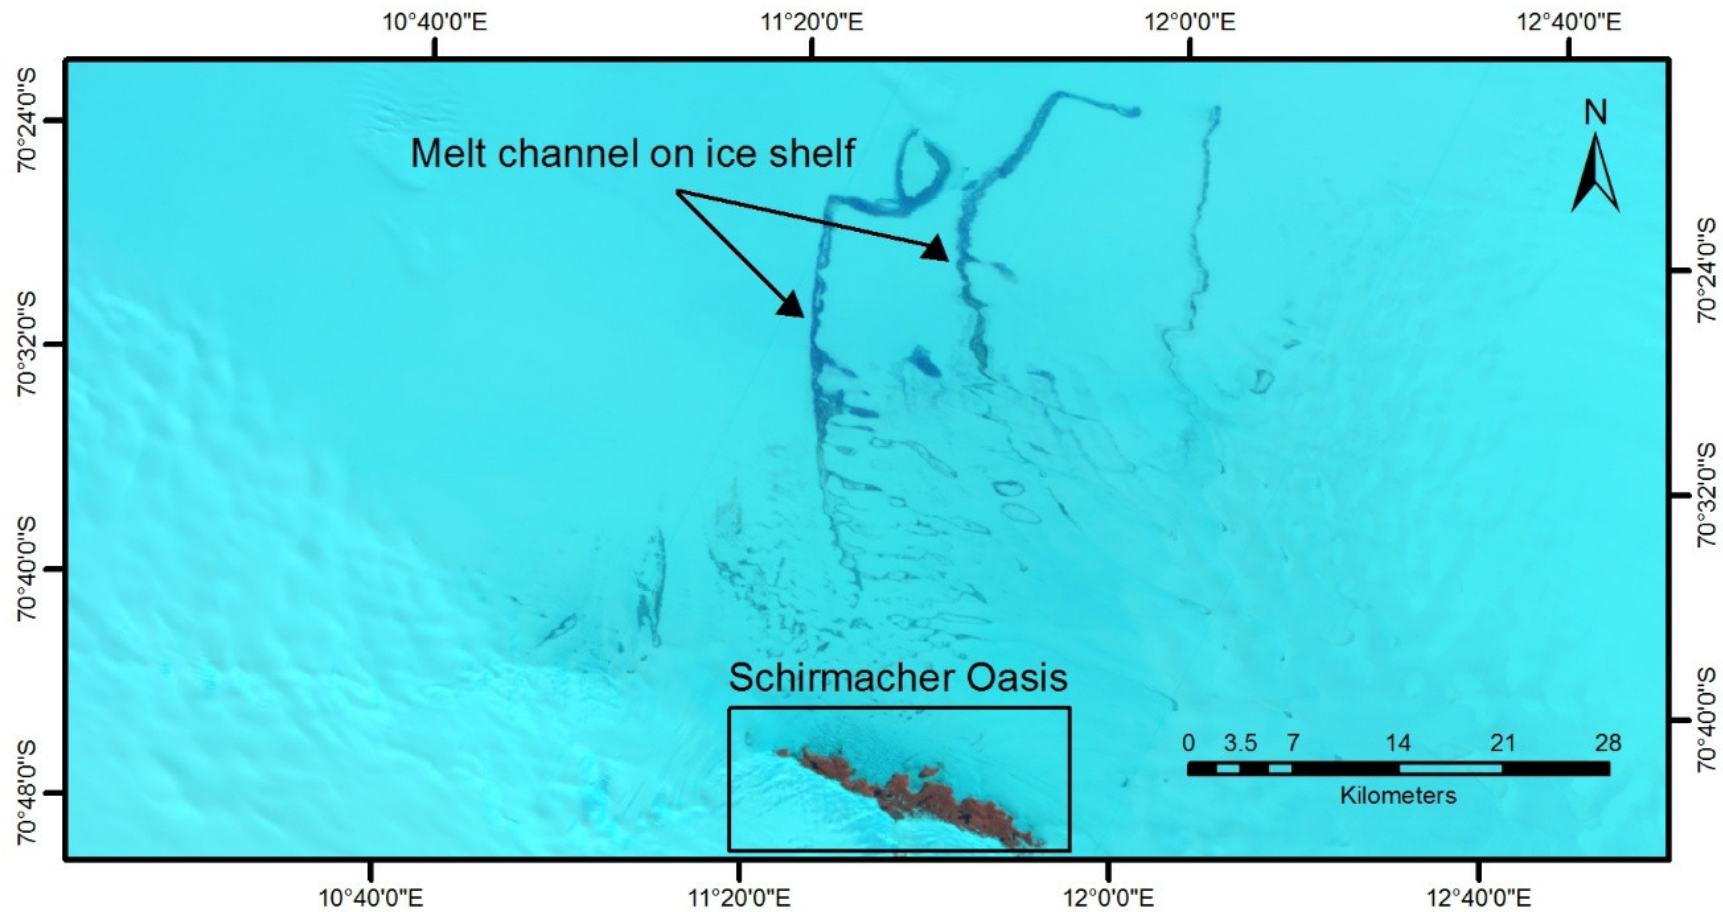 10°40'0"E 11°20'0"E 12°0'0"E 12°40'0"E
70°24'0"S
N
Melt channel on ice shelf
70°24'0"S
70°32'0"S
70°32'0"S
70°40'0"S
Schirmacher Oasis
70°40'0"S
0 3.5 7 14 21 28
Kilometers
70°48'0"S
10°40'0"E 11°20'0"E 12°0'0"E 12°40'0"E